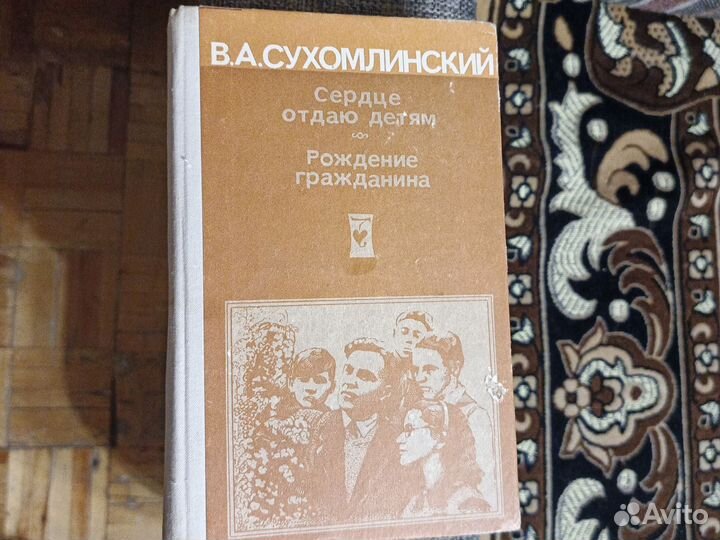 В.А.СУХОМЛИНСКИЙ
Сердце
отдаю детям
Рождение
гражданина
Avito